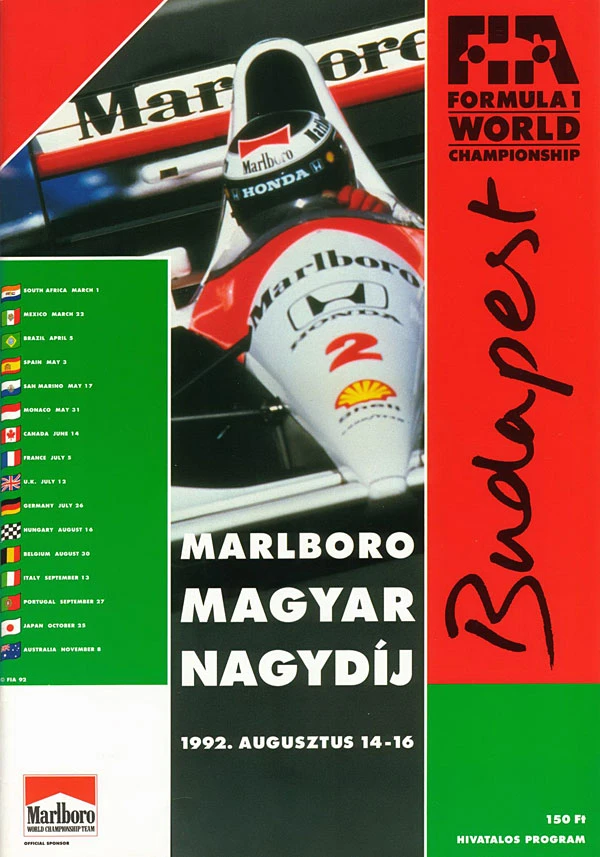 Marlboro
FIA
FORMULA 1
WORLD
CHAMPIONSHIP
Budapest
Marlboro
HONDA
Marlboro
HONDA
2
Shell
SOUTH AFRICA MARCH 1
MEXICO MARCH 22
BRAZIL APRIL 5
SPAIN MAY 3
SAN MARINO MAY 17
MONACO MAY 31
CANADA JUNE 14
FRANCE JULY 5
U.K. JULY 12
GERMANY JULY 26
HUNGARY AUGUST 16
BELGIUM AUGUST 30
ITALY SEPTEMBER 13
PORTUGAL SEPTEMBER 27
JAPAN OCTOBER 25
AUSTRALIA NOVEMBER 8
© FIA 92
MARLBORO
MAGYAR
NAGYDÍJ
1992. AUGUSZTUS 14-16
Marlboro
WORLD CHAMPIONSHIP TEAM
OFFICIAL SPONSOR
150 Ft
HIVATALOS PROGRAM